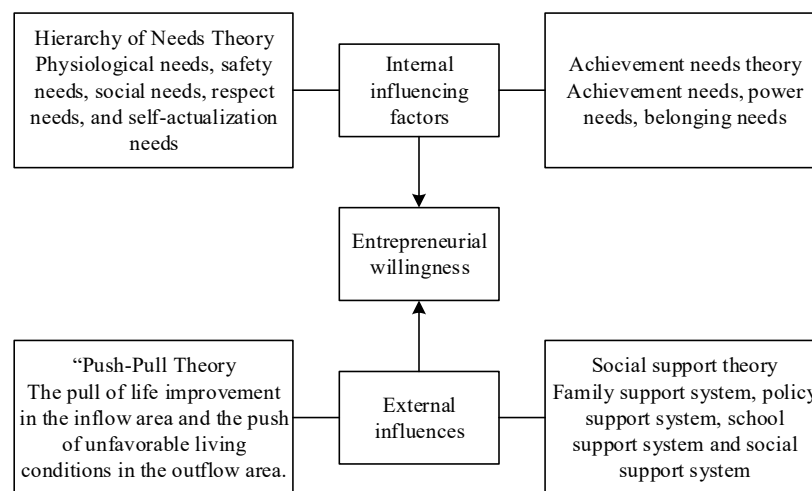 Hierarchy of Needs Theory
Physiological needs, safety
needs, social needs, respect
needs, and self-actualization
needs
Internal
influencing
factors
Achievement needs theory
Achievement needs, power
needs, belonging needs
Entrepreneurial
willingness
“Push-Pull Theory
The pull of life improvement
in the inflow area and the push
of unfavorable living
conditions in the outflow area.
External
influences
Social support theory
Family support system, policy
support system, school
support system and social
support system